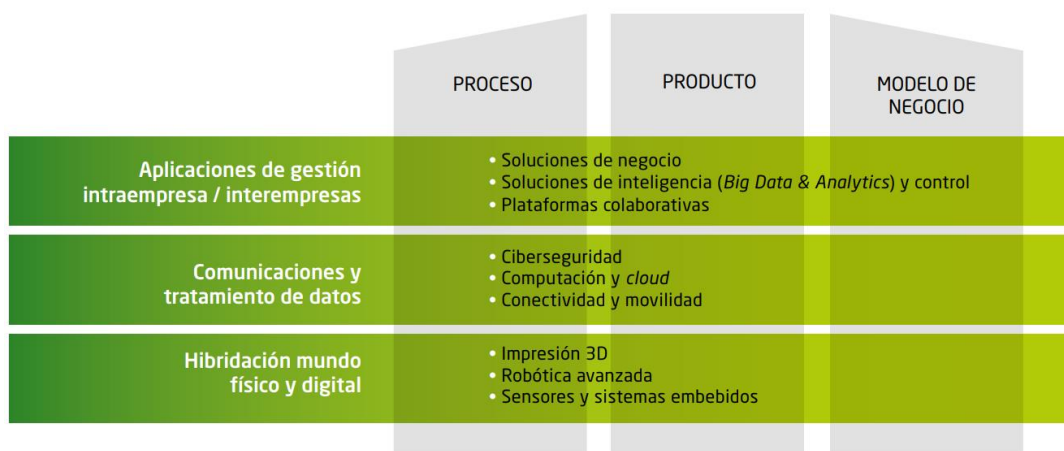 PROCESO
PRODUCTO
MODELO DE
NEGOCIO
Aplicaciones de gestión
intraempresa / interempresas
• Soluciones de negocio
• Soluciones de inteligencia (Big Data & Analytics) y control
• Plataformas colaborativas
Comunicaciones y
tratamiento de datos
• Ciberseguridad
• Computación y cloud
• Conectividad y movilidad
Hibridación mundo
físico y digital
• Impresión 3D
• Robótica avanzada
• Sensores y sistemas embebidos